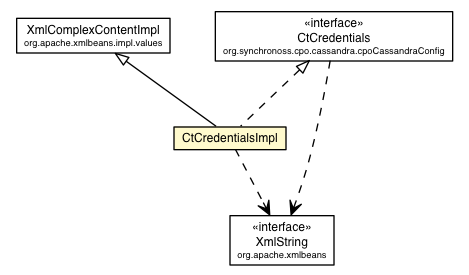 XmlComplexContentImpl
org.apache.xmlbeans.impl.values
«interface»
CtCredentials
org.synchronoss.cpo.cassandra.cpoCassandraConfig
CtCredentialsImpl
«interface»
XmlString
org.apache.xmlbeans